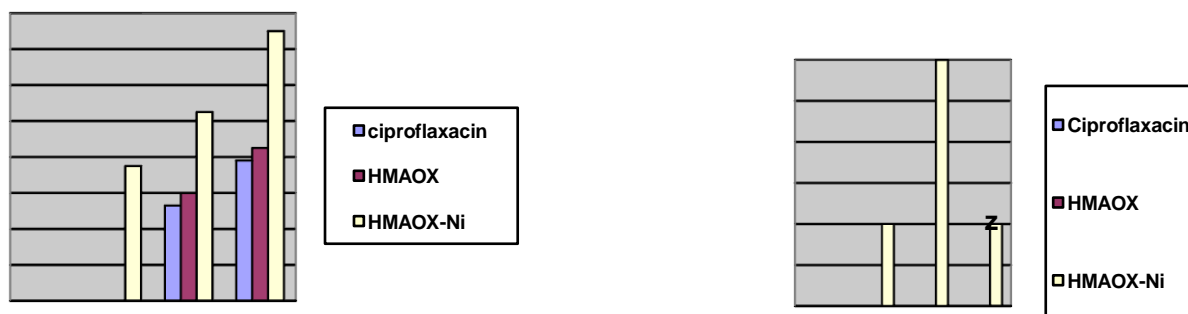 ciproflaxacin
HMAOX
HMAOX-Ni
z
Ciproflaxacin
HMAOX
HMAOX-Ni